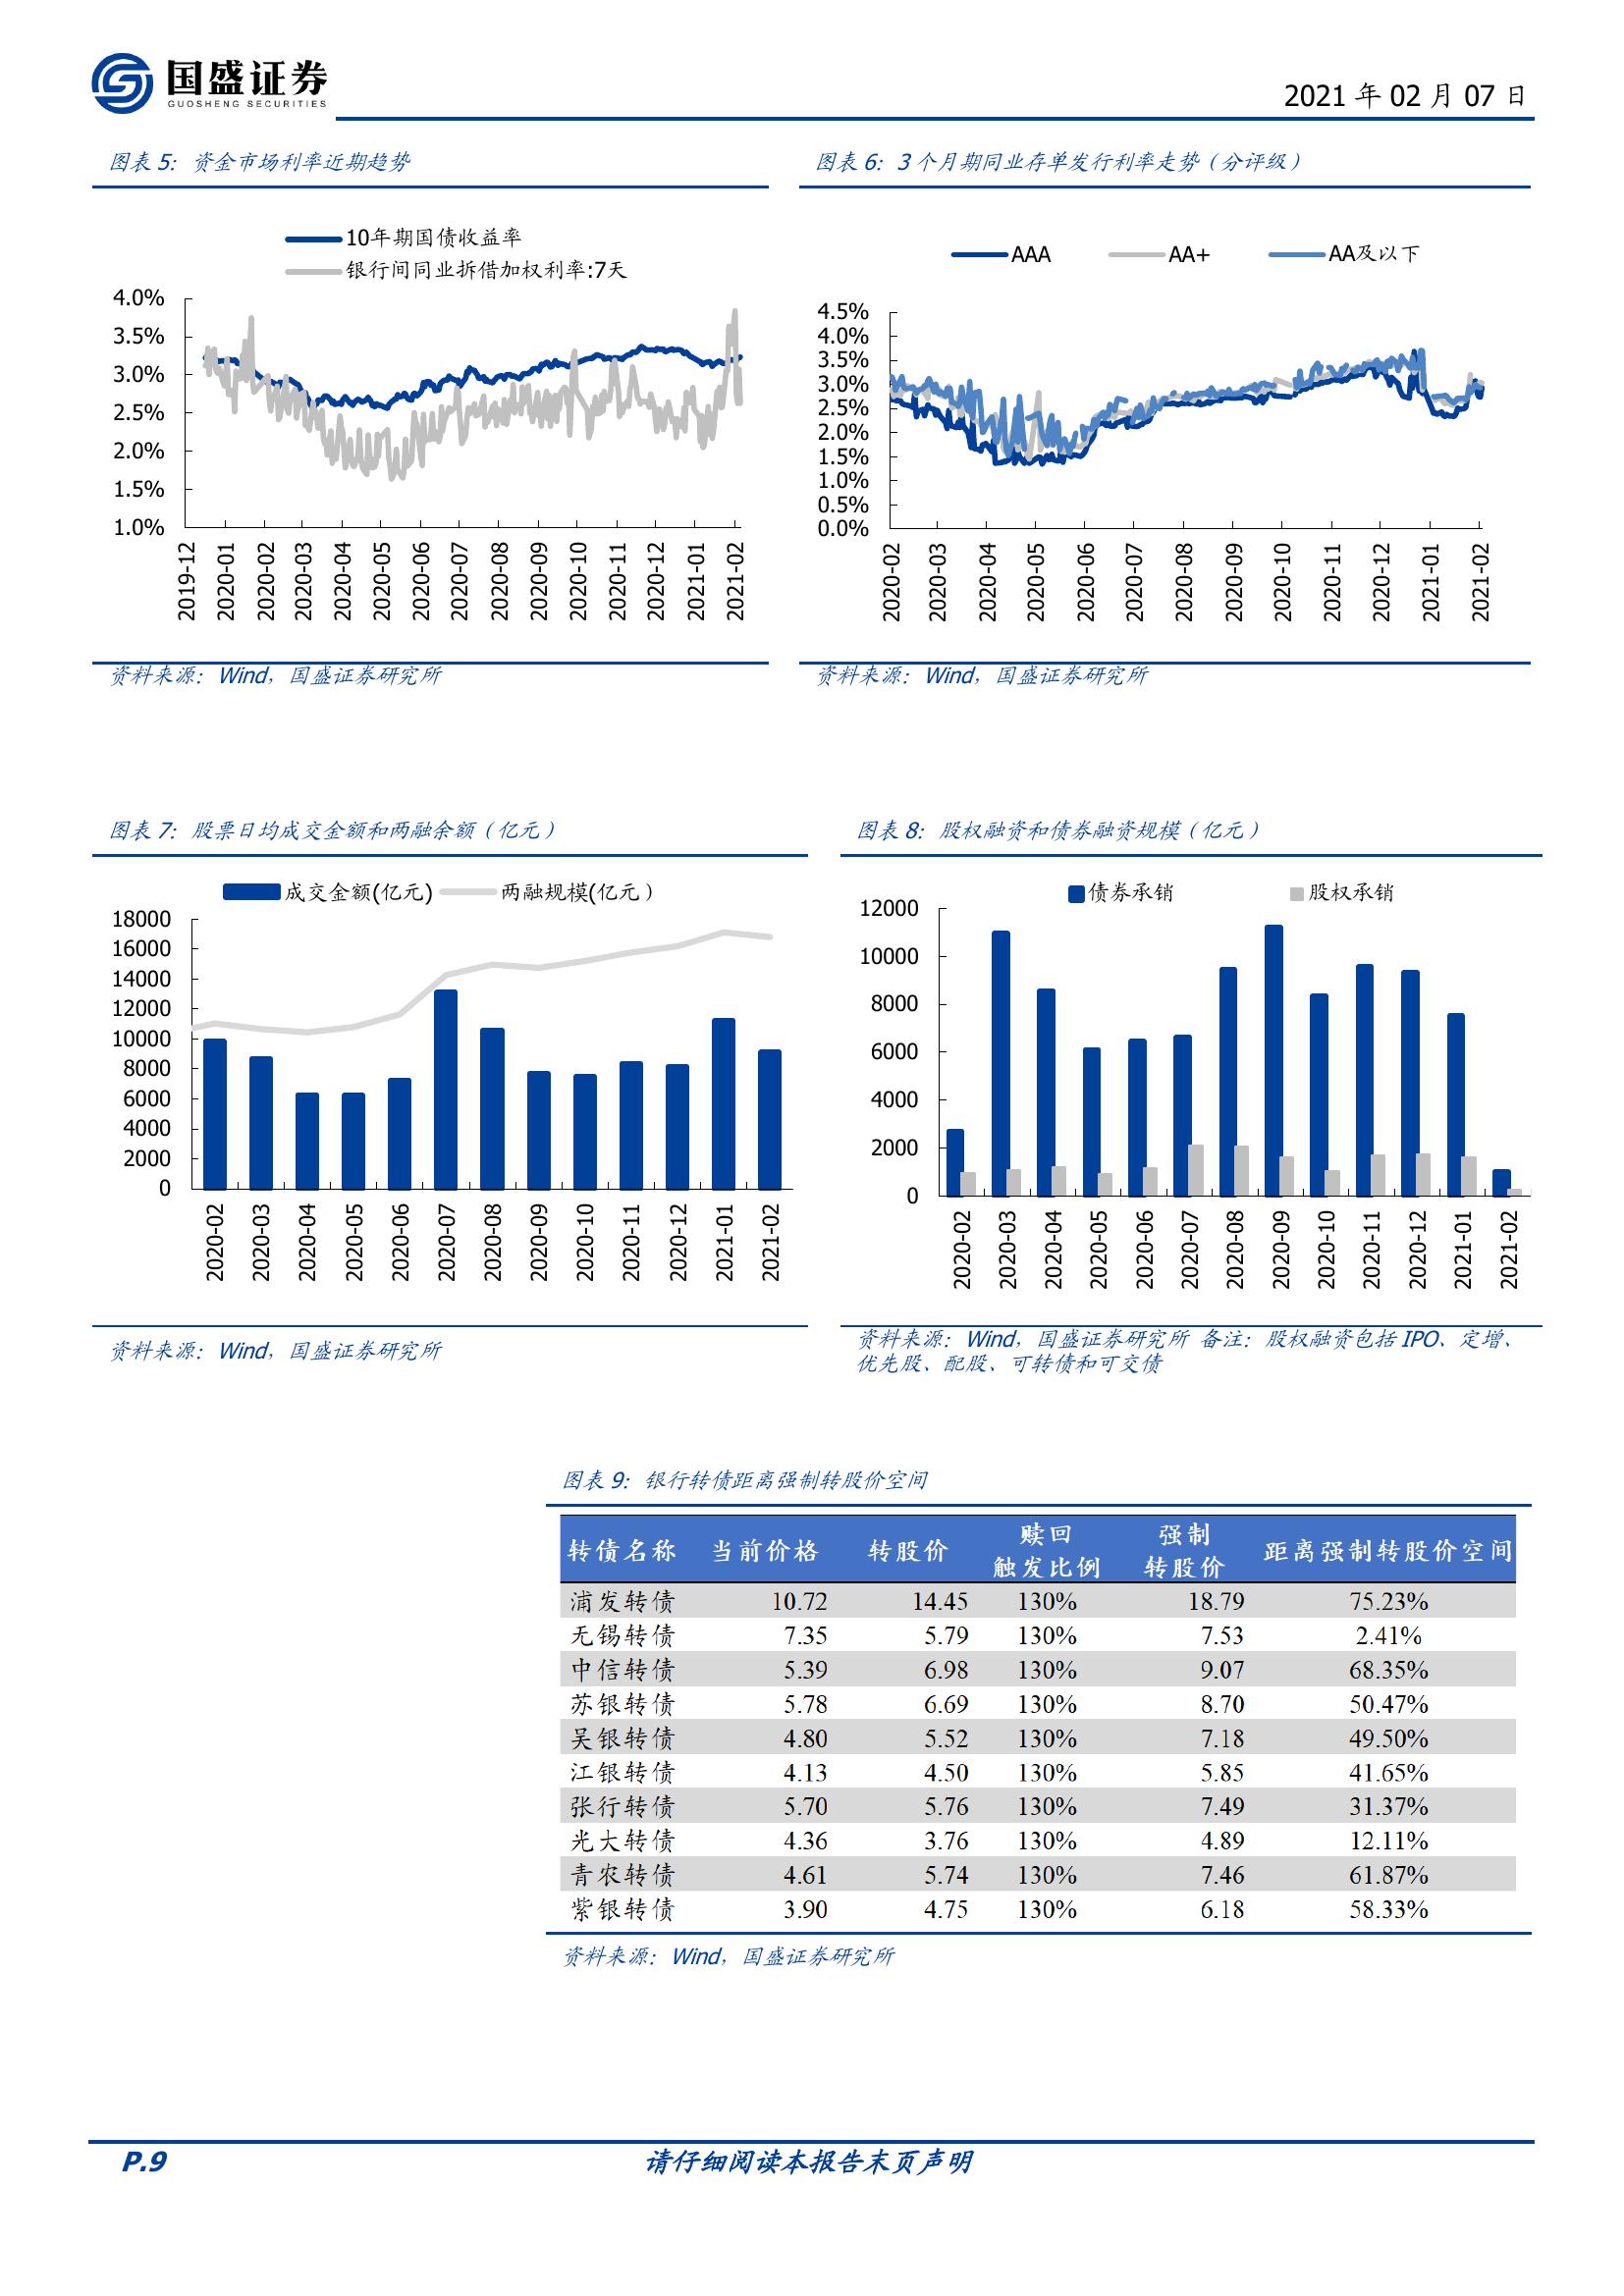 国盛证券
GUOSHENG SECURITIES
2021 年 02 月 07 日
图表 5：资金市场利率近期趋势
10年期国债收益率
银行间同业拆借加权利率:7天
4.0%
3.5%
3.0%
2.5%
2.0%
1.5%
1.0%
2019-12 2020-01 2020-02 2020-03 2020-04 2020-05 2020-06 2020-07 2020-08 2020-09 2020-10 2020-11 2020-12 2021-01 2021-02
资料来源：Wind，国盛证券研究所
图表 6：3 个月期同业存单发行利率走势（分评级）
AAA AA+ AA及以下
4.5%
4.0%
3.5%
3.0%
2.5%
2.0%
1.5%
1.0%
0.5%
0.0%
2020-02 2020-03 2020-04 2020-05 2020-06 2020-07 2020-08 2020-09 2020-10 2020-11 2020-12 2021-01 2021-02
资料来源：Wind，国盛证券研究所
图表 7：股票日均成交金额和两融余额（亿元）
成交金额(亿元) 两融规模(亿元）
18000
16000
14000
12000
10000
8000
6000
4000
2000
0
2020-02 2020-03 2020-04 2020-05 2020-06 2020-07 2020-08 2020-09 2020-10 2020-11 2020-12 2021-01 2021-02
资料来源：Wind，国盛证券研究所
图表 8：股权融资和债券融资规模（亿元）
债券承销 股权承销
12000
10000
8000
6000
4000
2000
0
2020-02 2020-03 2020-04 2020-05 2020-06 2020-07 2020-08 2020-09 2020-10 2020-11 2020-12 2021-01 2021-02
资料来源：Wind，国盛证券研究所 备注：股权融资包括 IPO、定增、
优先股、配股、可转债和可交债
图表 9：银行转债距离强制转股价空间
转债名称 当前价格 转股价 赎回触发比例 强制转股价 距离强制转股价空间
浦发转债 10.72 14.45 130% 18.79 75.23%
无锡转债 7.35 5.79 130% 7.53 2.41%
中信转债 5.39 6.98 130% 9.07 68.35%
苏银转债 5.78 6.69 130% 8.70 50.47%
吴银转债 4.80 5.52 130% 7.18 49.50%
江银转债 4.13 4.50 130% 5.85 41.65%
张行转债 5.70 5.76 130% 7.49 31.37%
光大转债 4.36 3.76 130% 4.89 12.11%
青农转债 4.61 5.74 130% 7.46 61.87%
紫银转债 3.90 4.75 130% 6.18 58.33%
资料来源：Wind，国盛证券研究所
P.9
请仔细阅读本报告末页声明